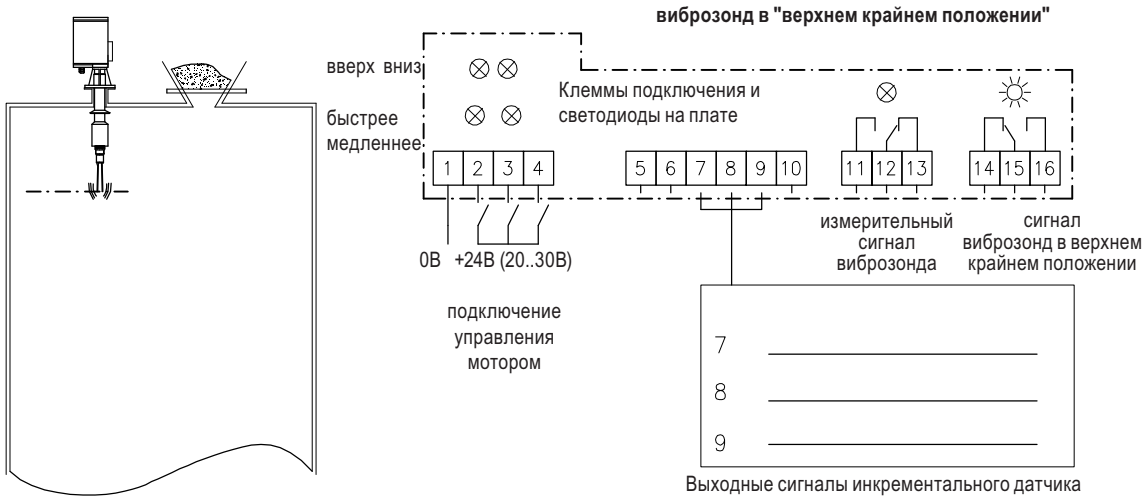 виброзонд в "верхнем крайнем положении"
вверх вниз
Клеммы подключения и
светодиоды на плате
быстрее
медленнее
1 2 3 4
5 6 7 8 9 10
11 12 13
14 15 16
0В +24В (20..30В)
измерительный
сигнал
виброзонда
сигнал
виброзонд в верхнем
крайнем положении
подключение
управления
мотором
7
8
9
Выходные сигналы инкрементального датчика